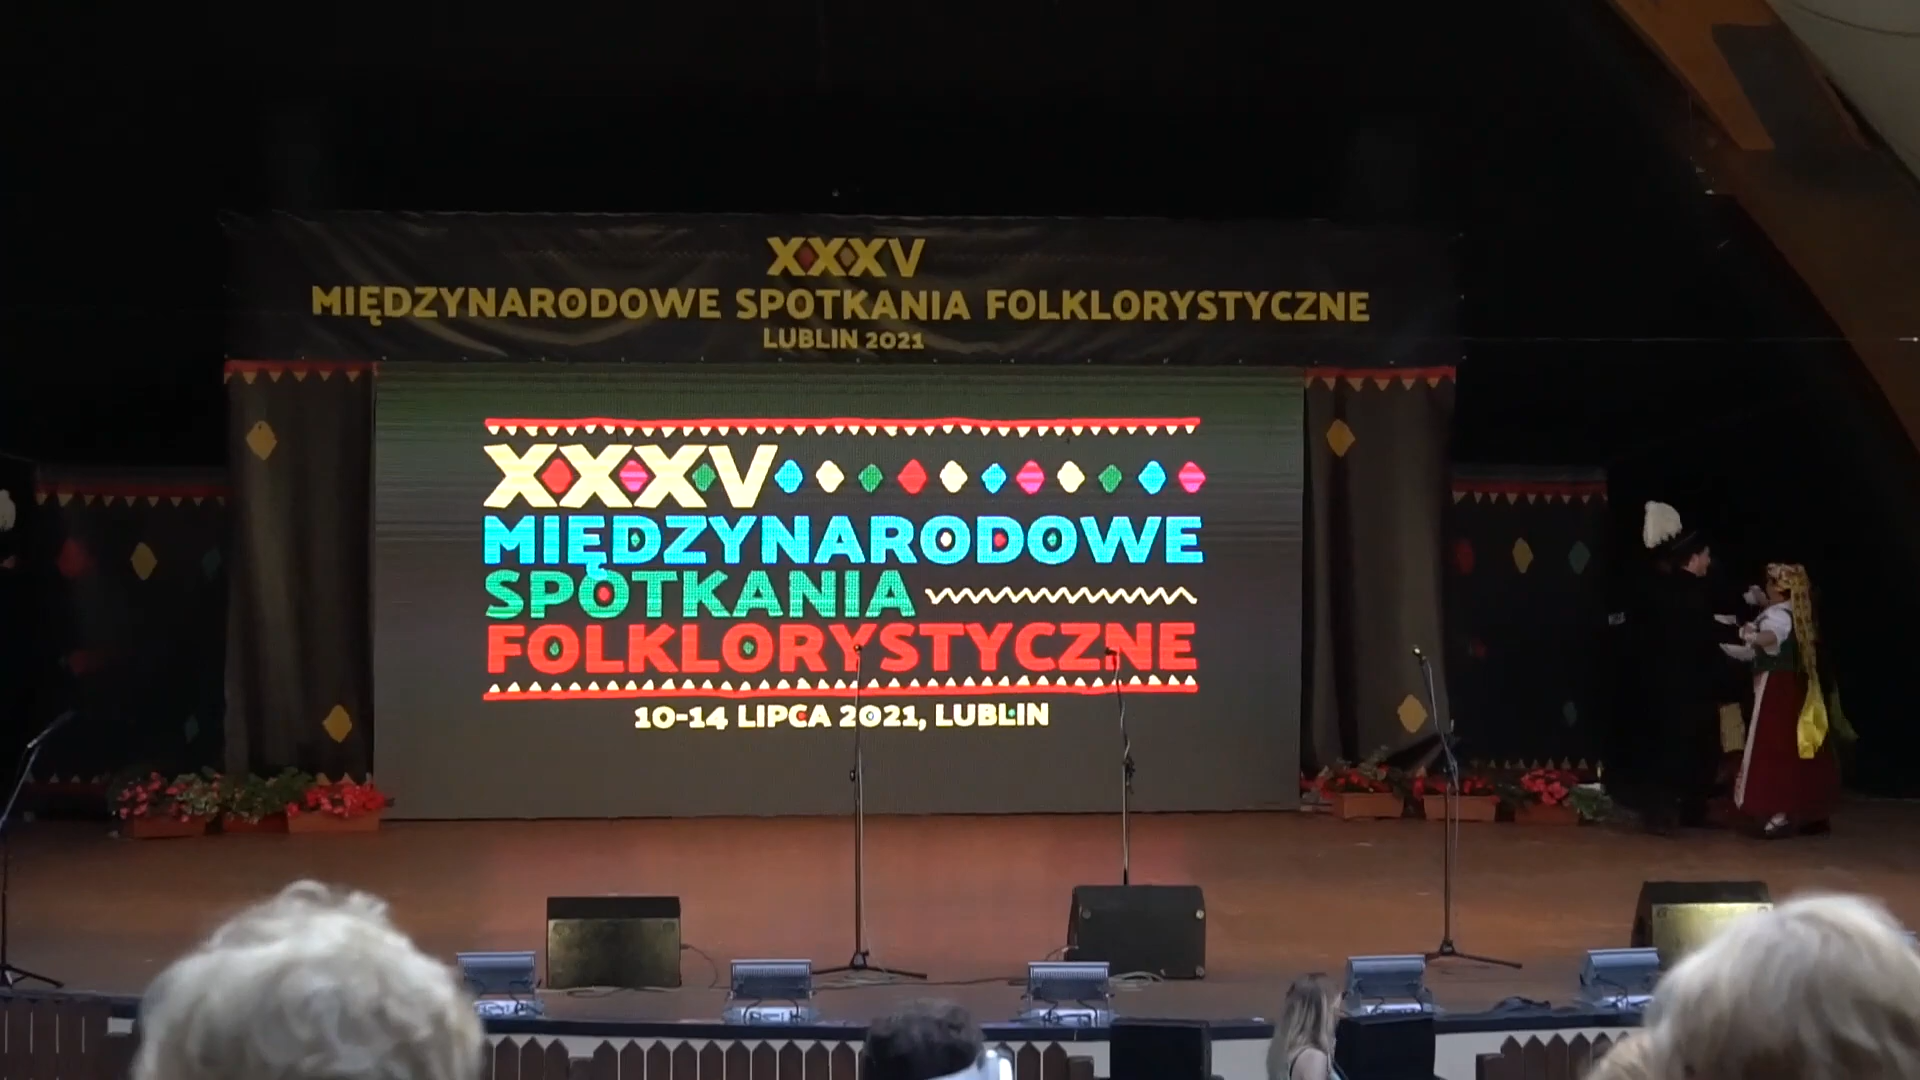 XXXV
MIĘDZYNARODOWE SPOTKANIA FOLKLORYSTYCZNE
LUBLIN 2021
XXXV
MIĘDZYNARODOWE
SPOTKANIA
FOLKLORYSTYCZNE
10-14 LIPCA 2021, LUBLIN